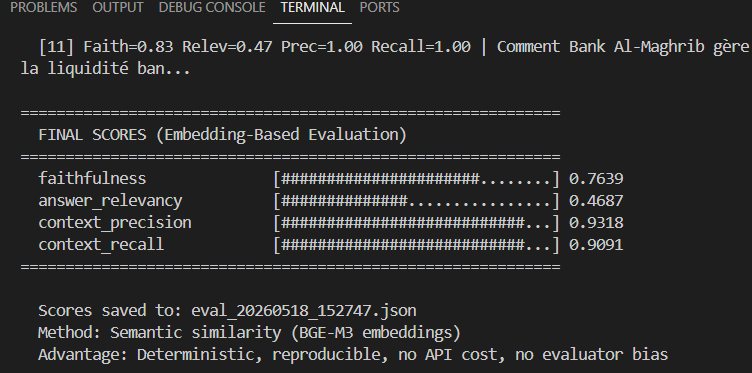 PROBLEMS OUTPUT DEBUG CONSOLE TERMINAL PORTS
[11] Faith=0.83 Relev=0.47 Prec=1.00 Recall=1.00 | Comment Bank Al-Maghrib gère
la liquidité ban...
============================================================
FINAL SCORES (Embedding-Based Evaluation)
============================================================
faithfulness [######################........] 0.7639
answer_relevancy [##############................] 0.4687
context_precision [###########################...] 0.9318
context_recall [###########################...] 0.9091
============================================================
Scores saved to: eval_20260518_152747.json
Method: Semantic similarity (BGE-M3 embeddings)
Advantage: Deterministic, reproducible, no API cost, no evaluator bias